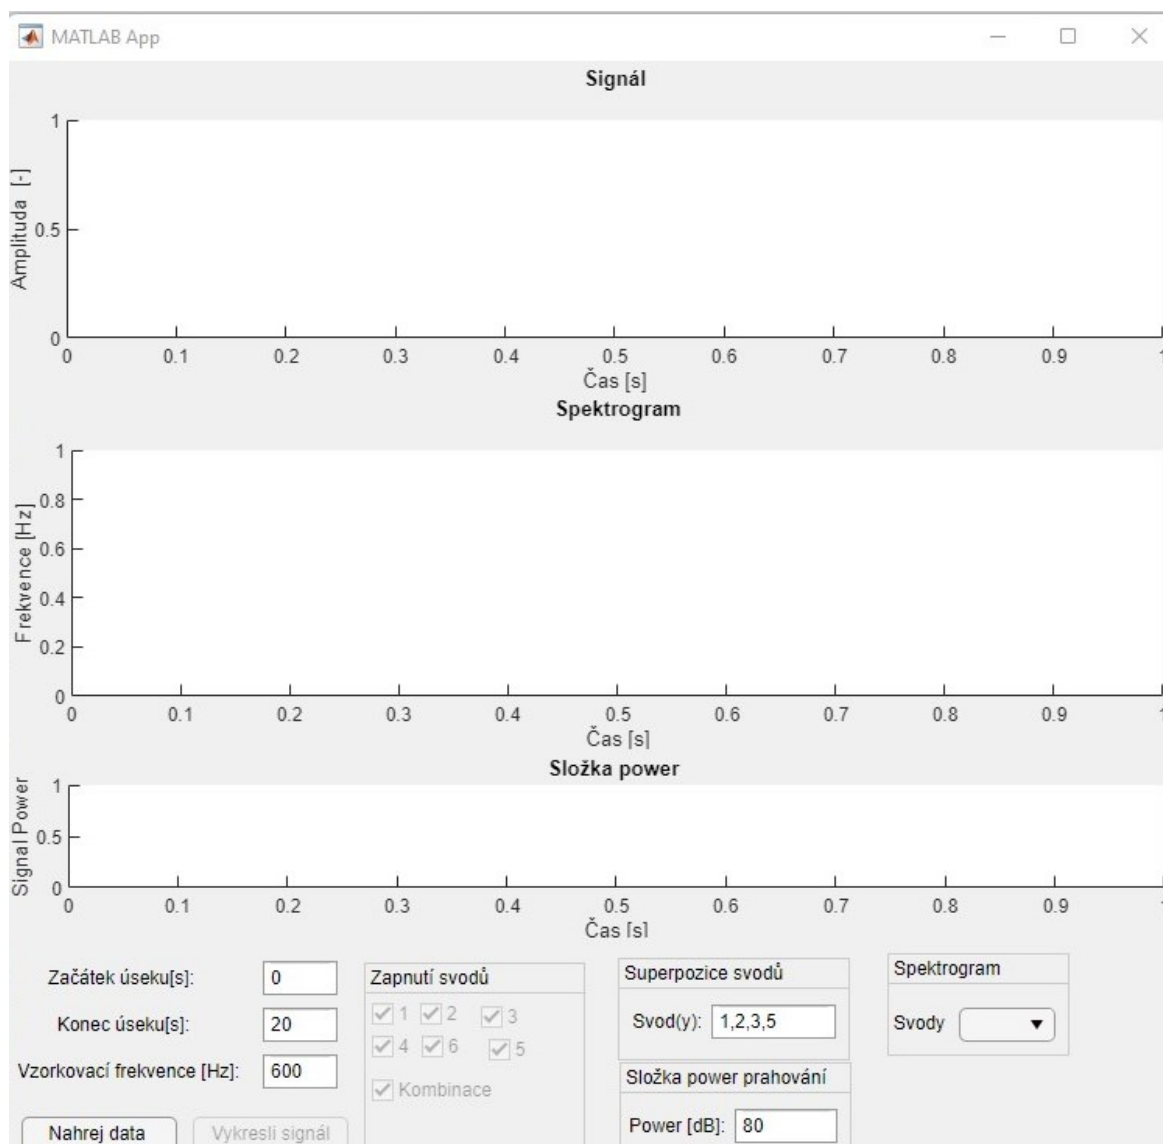 MATLAB App
Signál
Amplituda [-]
1
0.5
0
0 0.1 0.2 0.3 0.4 0.5 0.6 0.7 0.8 0.9 1
Čas [s]
Spektrogram
Frekvence [Hz]
1
0.8
0.6
0.4
0.2
0
0 0.1 0.2 0.3 0.4 0.5 0.6 0.7 0.8 0.9 1
Čas [s]
Složka power
Signal Power
1
0.5
0
0 0.1 0.2 0.3 0.4 0.5 0.6 0.7 0.8 0.9 1
Čas [s]
Začátek úseku[s]: 0
Konec úseku[s]: 20
Vzorkovací frekvence [Hz]: 600
Nahrej data Vykresli signál
Zapnutí svodů
1 2 3
4 6 5
Kombinace
Superpozice svodů
Svod(y): 1,2,3,5
Složka power prahování
Power [dB]: 80
Spektrogram
Svody